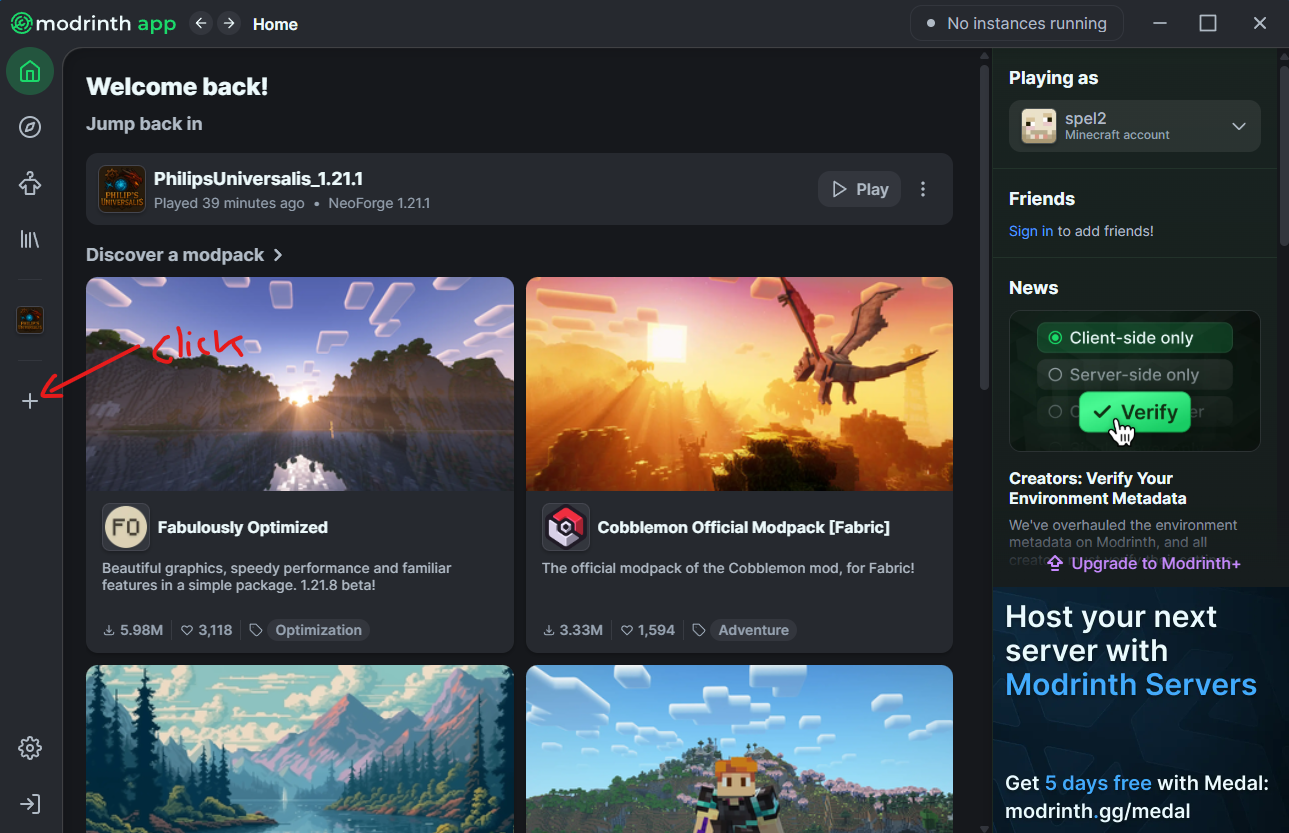 modrinth app
Home
No instances running
Welcome back!
Jump back in
PHILIP'S
UNIVERSALIS
PhilipsUniversalis_1.21.1
Played 39 minutes ago • NeoForge 1.21.1
Play
Discover a modpack
click
FO
Fabulously Optimized
Beautiful graphics, speedy performance and familiar
features in a simple package. 1.21.8 beta!
5.98M
3,118
Optimization
Cobblemon Official Modpack [Fabric]
The official modpack of the Cobblemon mod, for Fabric!
3.33M
1,594
Adventure
Playing as
spel2
Minecraft account
Friends
Sign in to add friends!
News
Client-side only
Server-side only
Verify
Creators: Verify Your
Environment Metadata
We've overhauled the environment
metadata on Modrinth, and all
Upgrade to Modrinth+
Host your next
server with
Modrinth Servers
Get 5 days free with Medal:
modrinth.gg/medal